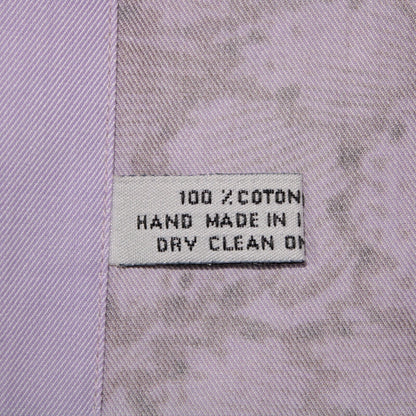 100 % COTON
HAND MADE IN I
DRY CLEAN ON